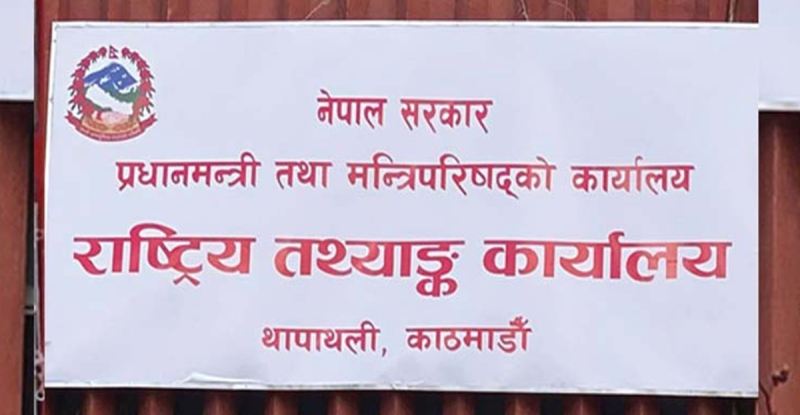 नेपाल सरकार
प्रधानमन्त्री तथा मन्त्रिपरिषद्को कार्यालय
राष्ट्रिय तथ्याङ्क कार्यालय
थापाथली, काठमाडौँ